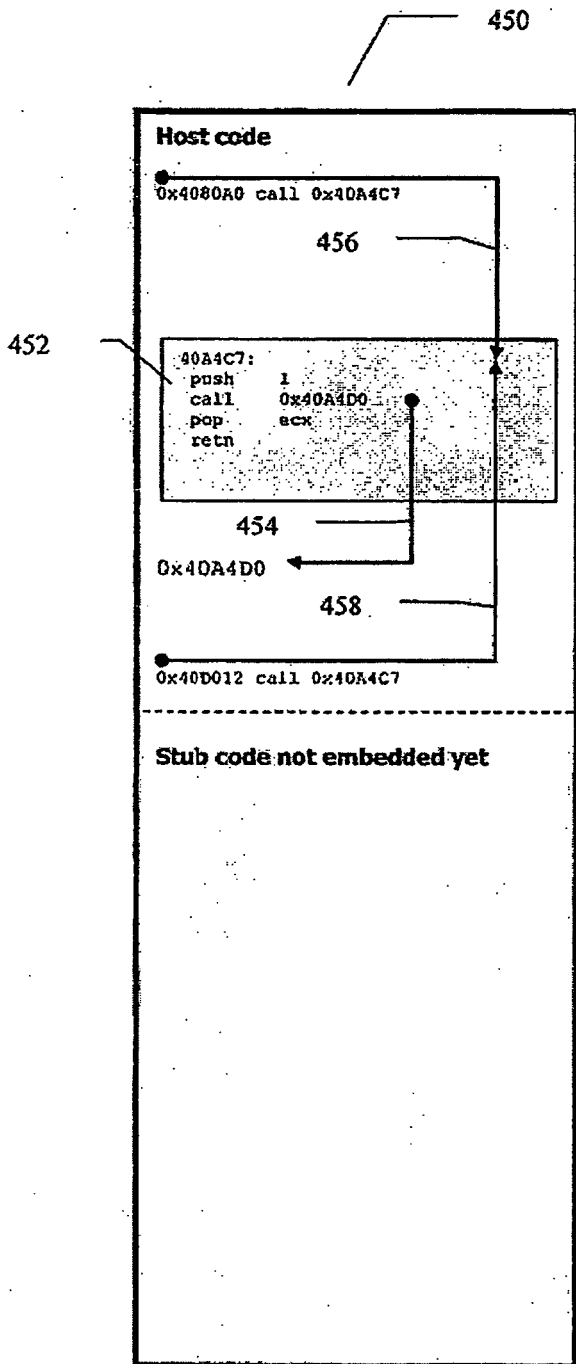 450
Host code
0x4080A0 call 0x40A4C7
456
452
40A4C7:
push 1
call 0x40A4D0
pop ecx
retn
454
0x40A4D0
458
0x40D012 call 0x40A4C7
Stub code not embedded yet